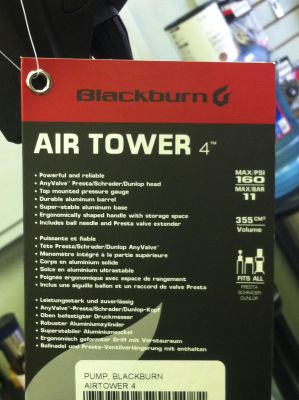 Blackburn
AIR TOWER 4™
• Powerful and reliable
• AnyValve™ Presta/Schrader/Dunlop head
• Top mounted pressure gauge
• Durable aluminum barrel
• Super-stable aluminum base
• Ergonomically shaped handle with storage space
• Includes ball needle and Presta valve extender
MAX/PSI
160
MAX/BAR
11
355 CM³
Volume
• Puissante et fiable
• Tete Presta/Schrader/Dunlop AnyValve™
• Manomètre intégré à la partie supérieure
• Corps en aluminium solide
• Solce en aluminium ultrastable
• Poignée ergonomique avec espace de rangement
• Inclus une aiguille ballon et un raccord de valve Presta
FITS ALL
PRESTA
SCHRADER
DUNLOP
• Leistungsstark und zuverlässig
• AnyValve™-Presta/Schrader/Dunlop-Kopf
• Oben befestigter Druckmesser
• Robuster Aluminiumzylinder
• Superstabiler Aluminiumsockel
• Ergonomisch geformter Griff mit Verstauraum
• Ballnadel und Presta-Ventilverlängerung mit enthalten
PUMP, BLACKBURN
AIRTOWER 4